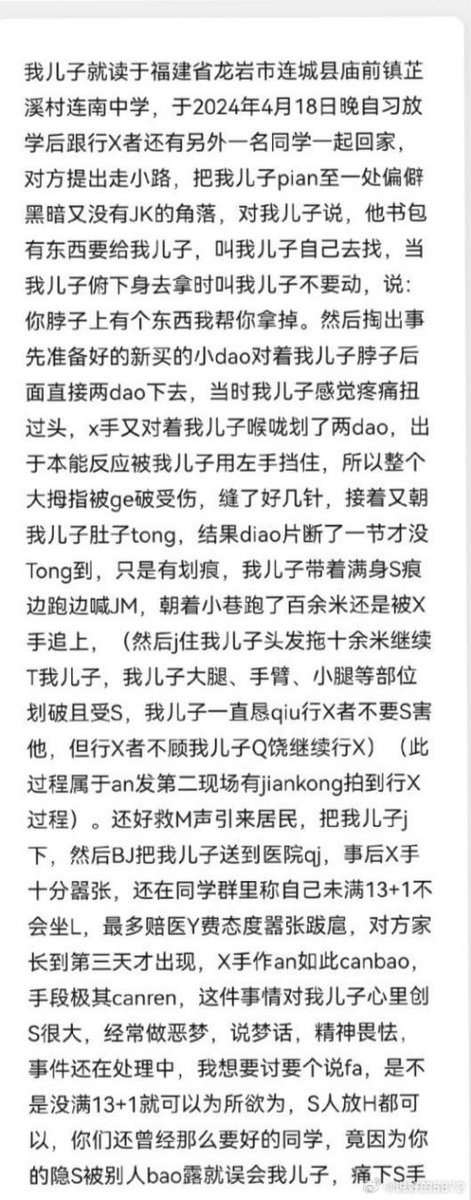 我儿子就读于福建省龙岩市连城县庙前镇芷
溪村连南中学，于2024年4月18日晚自习放
学后跟行X者还有另外一名同学一起回家，
对方提出走小路，把我儿子pian至一处偏僻
黑暗又没有JK的角落，对我儿子说，他书包
有东西要给我儿子，叫我儿子自己去找，当
我儿子俯下身去拿时叫我儿子不要动，说：
你脖子上有个东西我帮你拿掉。然后掏出事
先准备好的新买的小dao对着我儿子脖子后
面直接两dao下去，当时我儿子感觉疼痛扭
过头，x手又对着我儿子喉咙划了两dao，出
于本能反应被我儿子用左手挡住，所以整个
大拇指被ge破受伤，缝了好几针，接着又朝
我儿子肚子tong，结果diao片断了一节才没
Tong到，只是有划痕，我儿子带着满身S痕
边跑边喊JM，朝着小巷跑了百余米还是被X
手追上，（然后j住我儿子头发拖十余米继续
T我儿子，我儿子大腿、手臂、小腿等部位
划破且受S，我儿子一直恳qiu行X者不要S害
他，但行X者不顾我儿子Q饶继续行X）（此
过程属于an发第二现场有jiankong拍到行X
过程）。还好救M声引来居民，把我儿子j
下，然后BJ把我儿子送到医院qj，事后X手
十分嚣张，还在同学群里称自己未满13+1不
会坐L，最多赔医Y费态度嚣张跋扈，对方家
长到第三天才出现，X手作an如此canbao，
手段极其canren，这件事情对我儿子心里创
S很大，经常做恶梦，说梦话，精神畏怯，
事件还在处理中，我想要讨要个说fa，是不
是没满13+1就可以为所欲为，S人放H都可
以，你们还曾经那么要好的同学，竟因为你
的隐S被别人bao露就误会我儿子，痛下S手